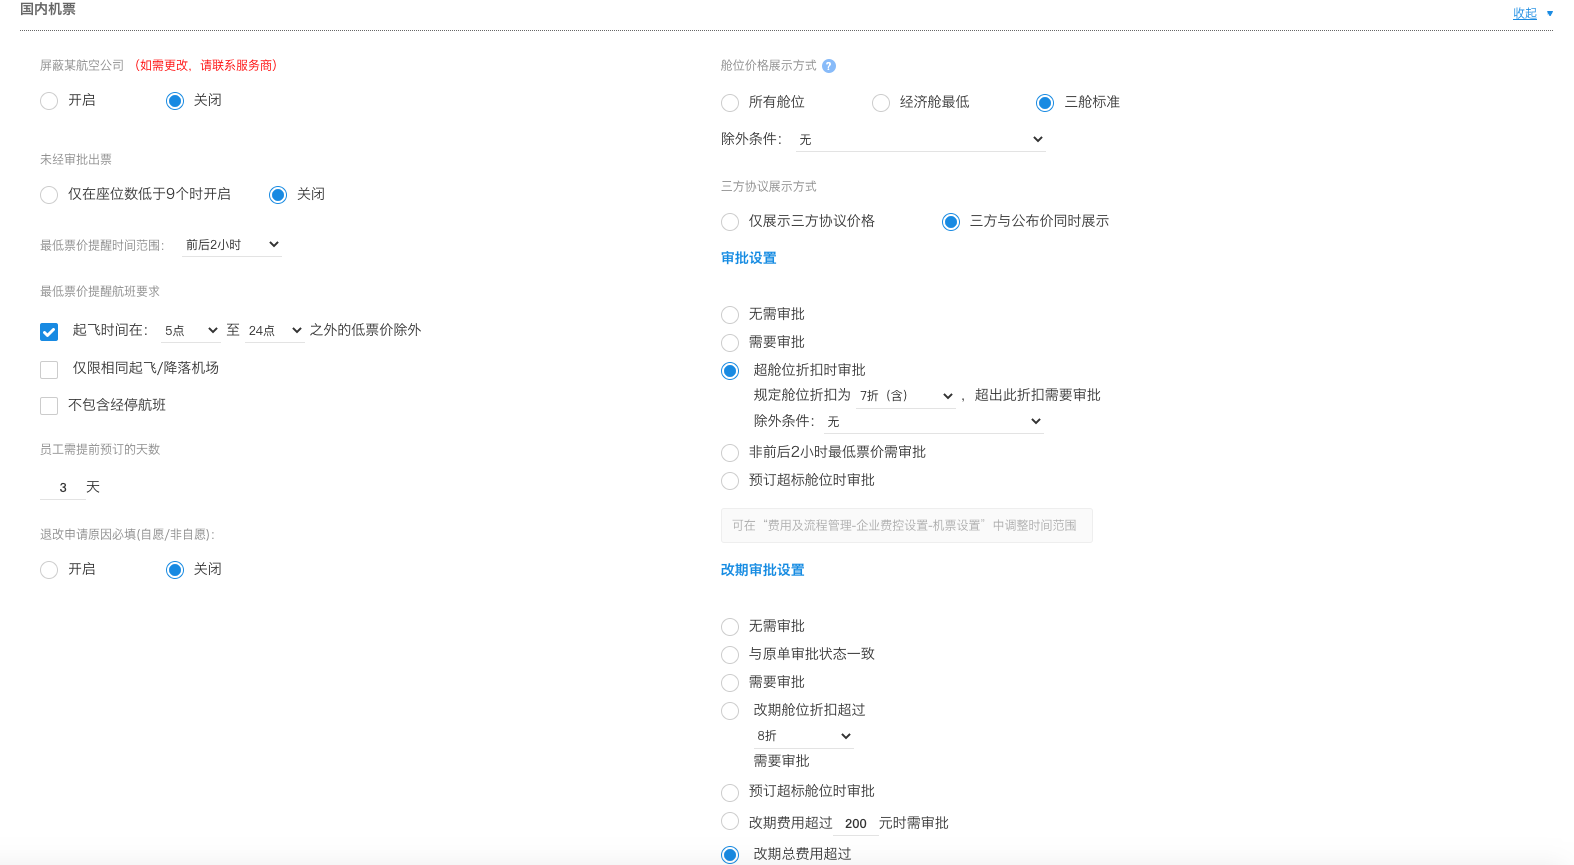 国内机票
收起
屏蔽某航空公司 （如需更改，请联系服务商）
开启
关闭
未经审批出票
仅在座位数低于9个时开启
关闭
最低票价提醒时间范围： 前后2小时
最低票价提醒航班要求
起飞时间在： 5点 至 24点 之外的低票价除外
仅限相同起飞/降落机场
不包含经停航班
员工需提前预订的天数
3 天
退改申请原因必填(自愿/非自愿)：
开启
关闭
舱位价格展示方式 ?
所有舱位
经济舱最低
三舱标准
除外条件： 无
三方协议展示方式
仅展示三方协议价格
三方与公布价同时展示
审批设置
无需审批
需要审批
超舱位折扣时审批
规定舱位折扣为 7折（含） ，超出此折扣需要审批
除外条件： 无
非前后2小时最低票价需审批
预订超标舱位时审批
可在“费用及流程管理-企业费控设置-机票设置”中调整时间范围
改期审批设置
无需审批
与原单审批状态一致
需要审批
改期舱位折扣超过
8折
需要审批
预订超标舱位时审批
改期费用超过 200 元时需审批
改期总费用超过